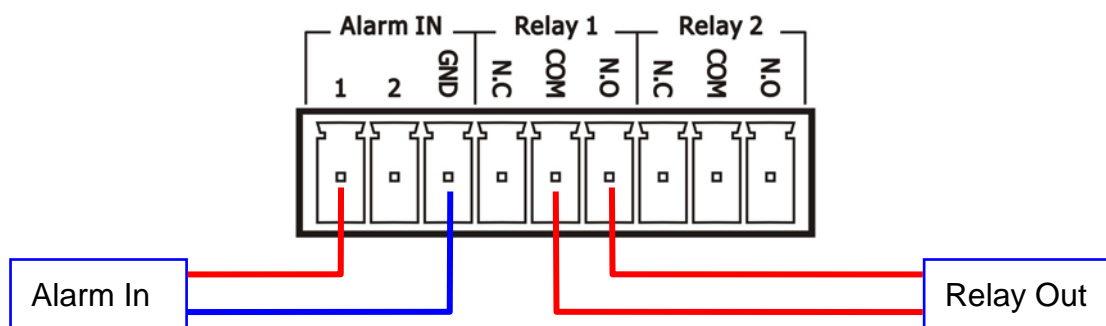 Alarm IN Relay 1 Relay 2
1 2 GND N.C COM N.O N.C COM N.O
Alarm In Relay Out